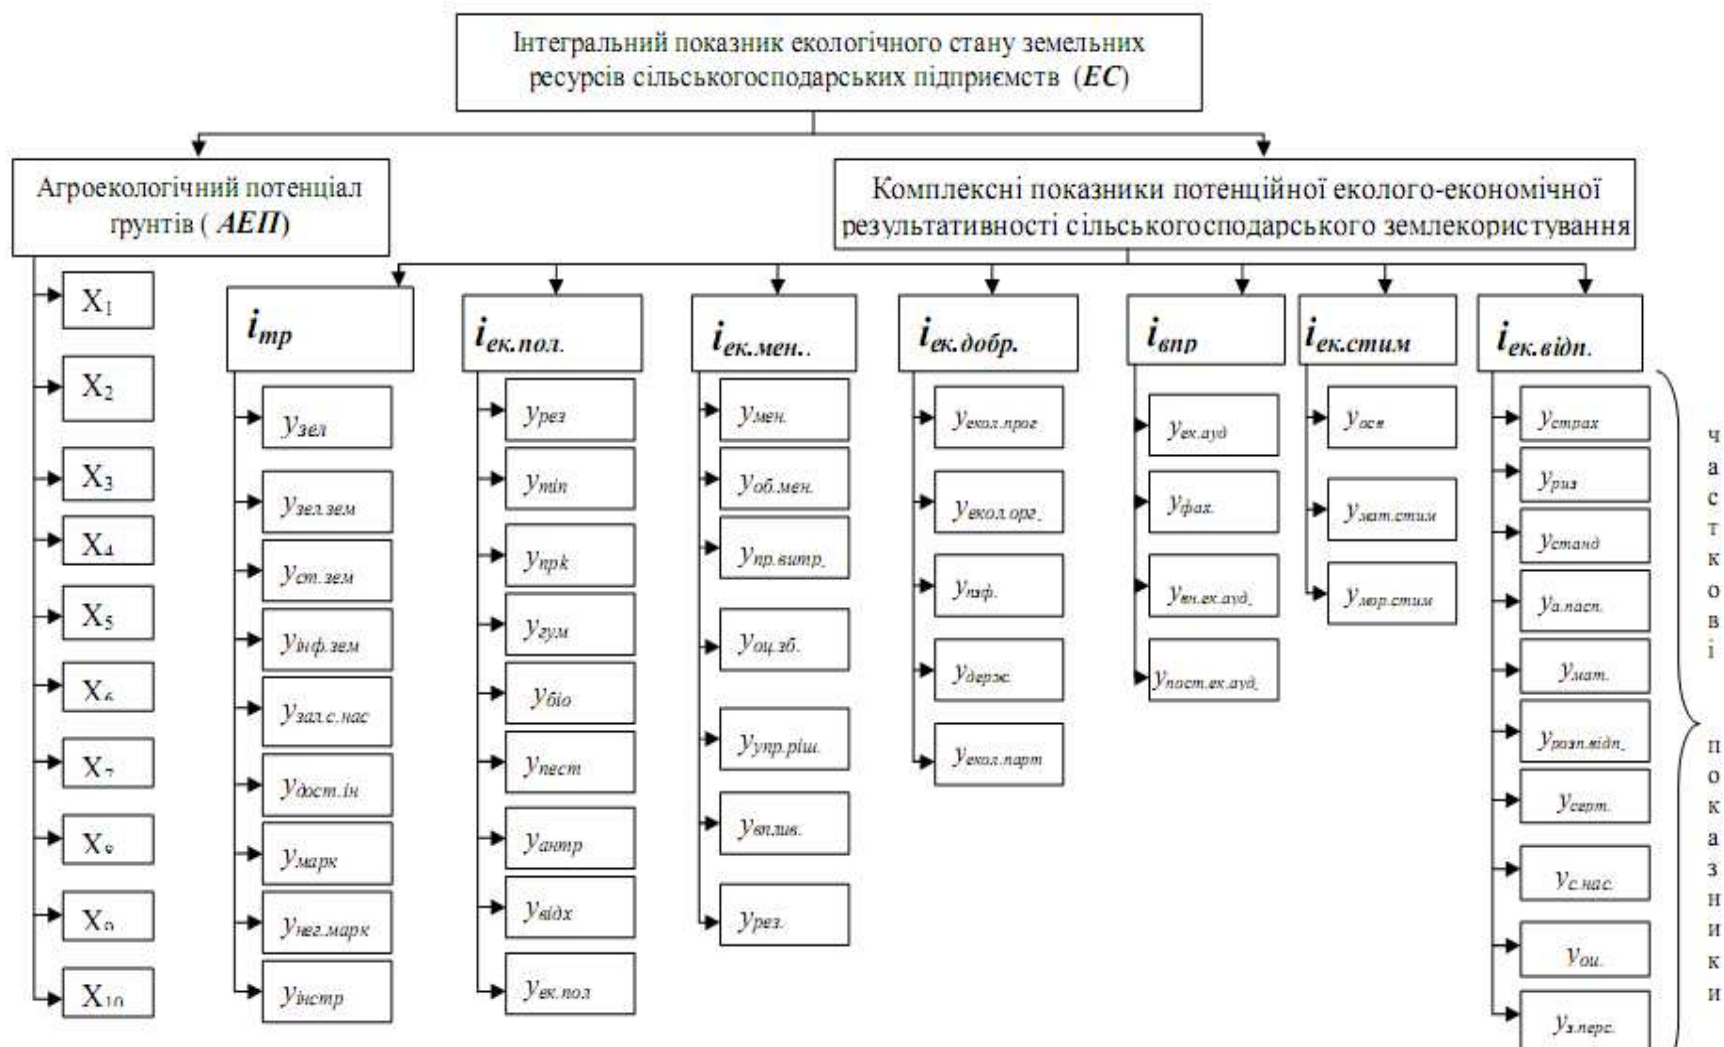 Інтегральний показник екологічного стану земельних
ресурсів сільськогосподарських підприємств (ЕС)
Агроекологічний потенціал
ґрунтів ( АЕП)
Комплексні показники потенційної еколого-економічної
результативності сільськогосподарського землекористування
X₁
X₂
X₃
X₄
X₅
X₆
X₇
X₈
X₉
X₁₀
iтр
yзел
yзел.зем
yст.зем
yінф.зем
yзал.с.нас
yдост.ін
yмарк
yнег.марк
yінстр
iек.пол.
yрез
yтіп
yпрк
yгум
yбіо
yпест
yантр
yвідх
yек.пол
iек.мен..
yмен.
yоб.мен.
yпр.витр.
yоц.зб.
yупр.ріш.
yвплив.
yрез.
iек.добр.
yекол.прог
yекол.орг.
yдерж.
yекол.парт
iвпр
yек.ауд
yфах.
yвн.ек.ауд.
yпост.ек.ауд.
iек.стим
yосв
yмат.стим
yмор.стим
iек.відп.
yстрах
yриз
yстанд
yа.пасп.
yмат.
yрозп.відп.
yсерт.
yс.нас.
yоц.
yз.перс.
часткові
показники